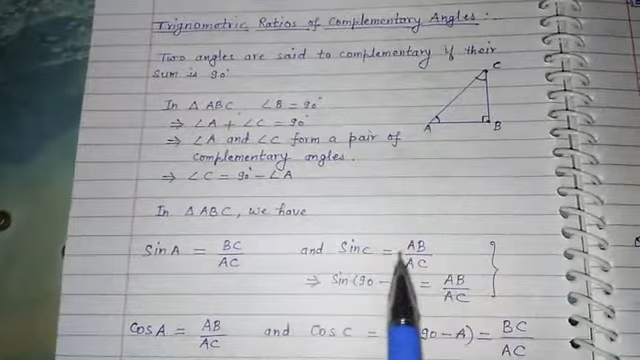 Trignometric Ratios of Complementary Angles :-
Two angles are said to complementary if their
sum is 90°
In Δ ABC ∠B = 90°
⇒ ∠A + ∠C = 90°
⇒ ∠A and ∠C form a pair of
complementary angles.
⇒ ∠C = 90° - ∠A
C
A
B
In Δ ABC, we have
Sin A = BC/AC and Sin C = AB/AC
⇒ Sin (90 - = AB/AC
Cos A = AB/AC and Cos C = 90 - A) = BC/AC